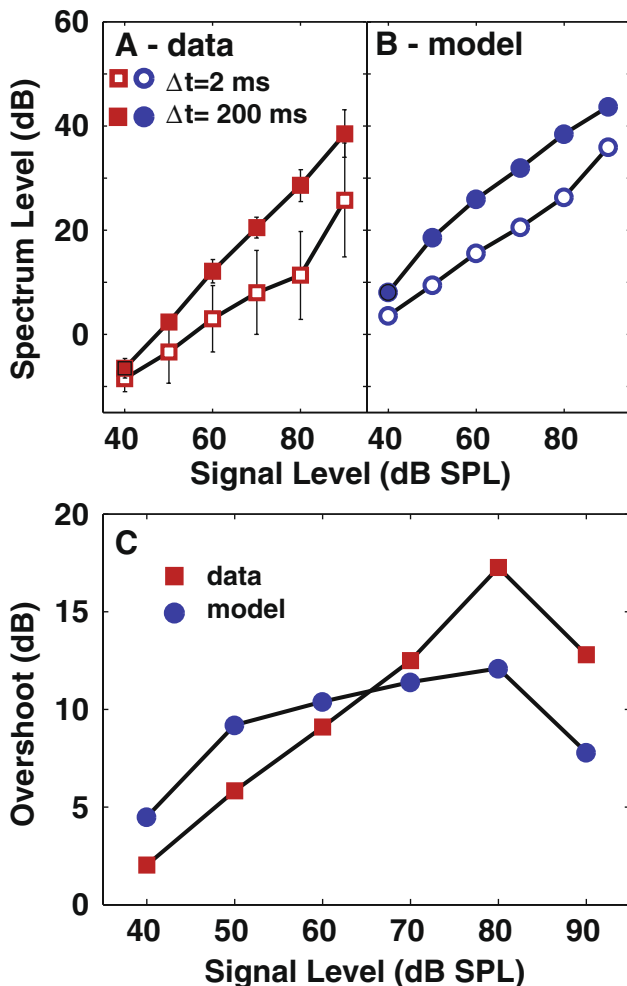 A - data
B - model
Δt=2 ms
Δt= 200 ms
60
40
20
0
Spectrum Level (dB)
40 60 80 40 60 80
Signal Level (dB SPL)
C
data
model
20
15
10
5
0
Overshoot (dB)
40 50 60 70 80 90
Signal Level (dB SPL)